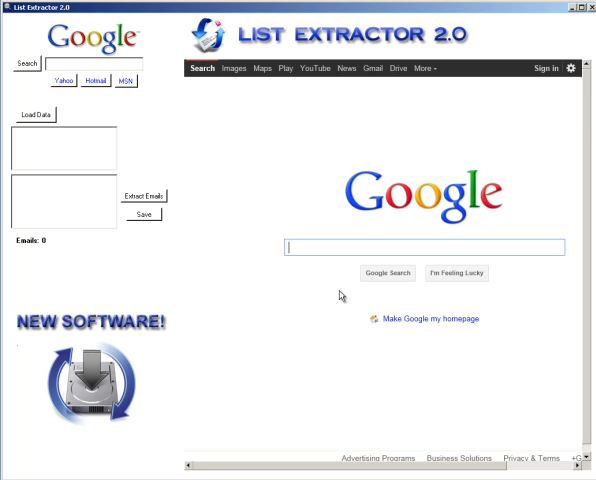 List Extractor 2.0
Google™
Search
Yahoo Hotmail MSN
Load Data
Extract Emails
Save
Emails: 0
NEW SOFTWARE!
LIST EXTRACTOR 2.0
Search Images Maps Play YouTube News Gmail Drive More Sign in
Google
Google Search I'm Feeling Lucky
Make Google my homepage
Advertising Programs Business Solutions Privacy & Terms +G